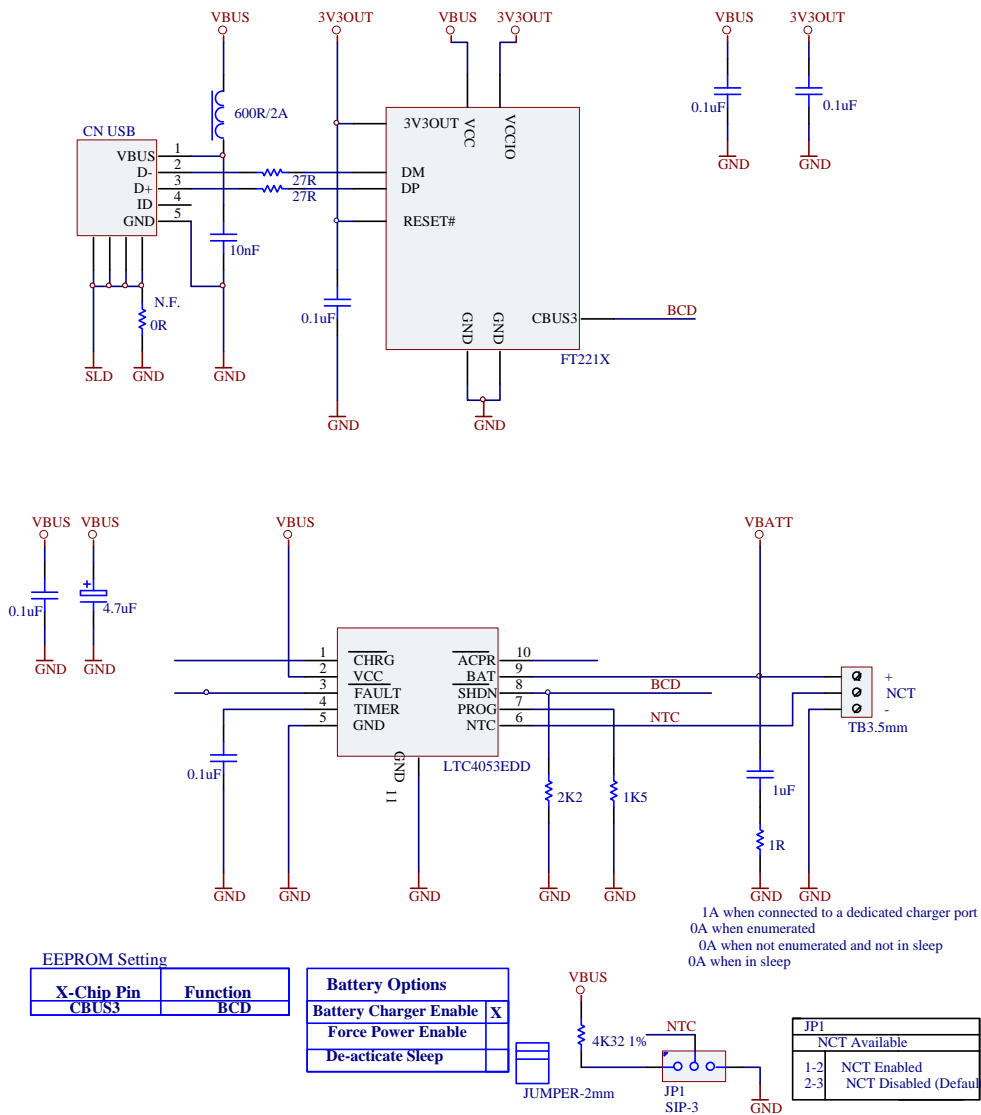 VBUS 3V3OUT VBUS 3V3OUT VBUS 3V3OUT
600R/2A 0.1uF 0.1uF
3V3OUT VCC VCCIO
CN USB
VBUS 1
D- 2 27R DM
D+ 3 27R DP
ID 4
GND 5 RESET#
GND GND
10nF
N.F.
0R 0.1uF GND GND CBUS3 BCD
FT221X
SLD GND GND
GND GND
VBUS VBUS VBUS VBATT
0.1uF 4.7uF
GND GND
1 CHRG ACPR 10
2 VCC BAT 9 +
3 FAULT SHDN 8 BCD NCT
4 TIMER PROG 7 -
5 GND NTC 6 NTC
TB3.5mm
GND 11
LTC4053EDD
0.1uF 2K2 1K5 1uF
1R
GND GND GND GND GND GND GND
1A when connected to a dedicated charger port
0A when enumerated
0A when not enumerated and not in sleep
0A when in sleep
EEPROM Setting
X-Chip Pin Function
CBUS3 BCD
Battery Options
Battery Charger Enable X
Force Power Enable
De-acticate Sleep
JUMPER-2mm
VBUS
4K32 1%
NTC
JP1
SIP-3
GND
JP1
NCT Available
1-2 NCT Enabled
2-3 NCT Disabled (Defaul